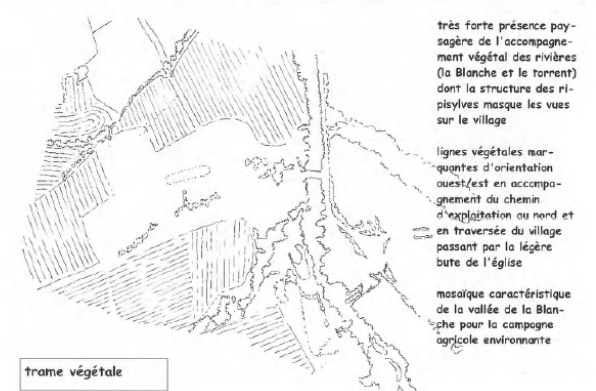 très forte présence pay-
sagère de l'accompagne-
ment végétal des rivières
(la Blanche et le torrent)
dont la structure des ri-
pisylves masque les vues
sur le village
lignes végétales mar-
quantes d'orientation
ouest/est en accompa-
gnement du chemin
d'exploitation au nord et
en traversée du village
passant par la légère
bute de l'église
mosaïque caractéristique
de la vallée de la Blan-
che pour la campagne
agricole environnante
trame végétale